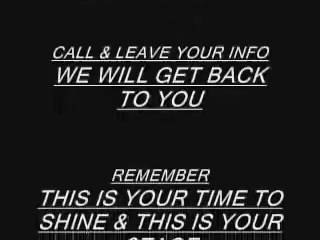 CALL & LEAVE YOUR INFO
WE WILL GET BACK
TO YOU
REMEMBER
THIS IS YOUR TIME TO
SHINE & THIS IS YOUR